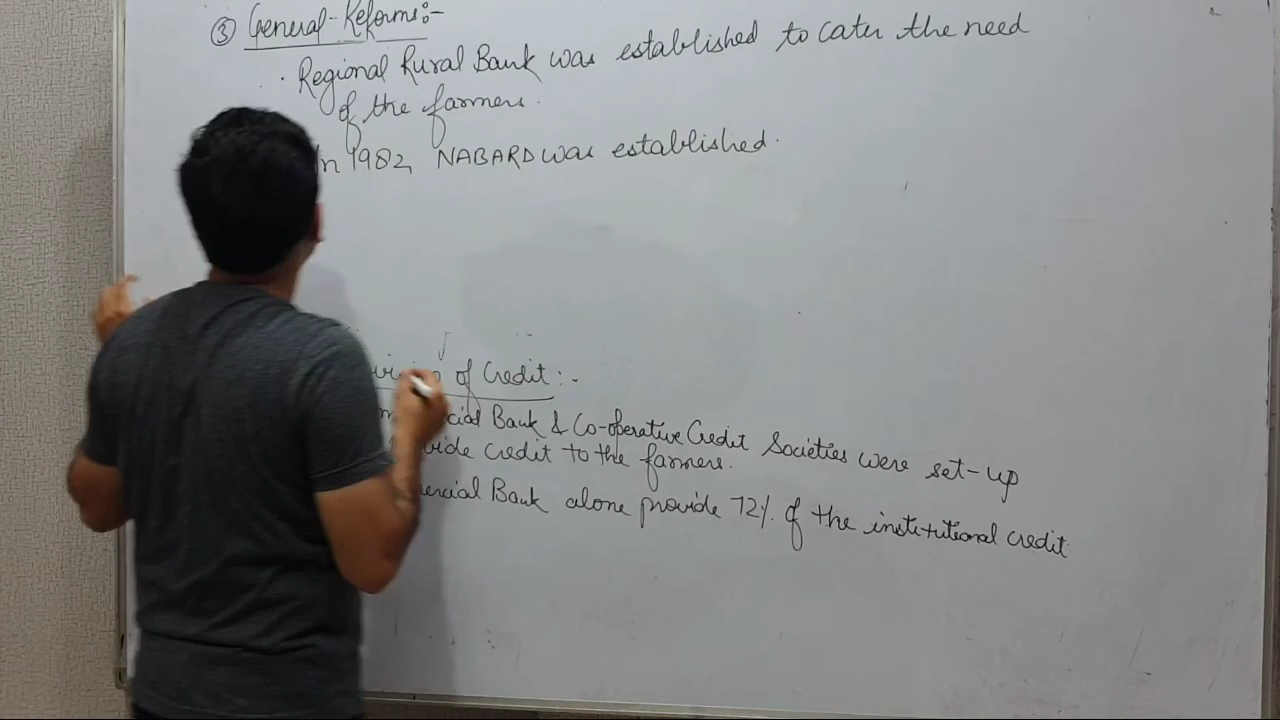 ③ General-Reforms:-
· Regional Rural Bank was established to cater the need
of the farmers.
In 1982, NABARD was established.
of Credit :-
Bank & Co-operative Credit Societies were set-up
credit to the farmers.
Bank alone provide 72% of the institutional credit